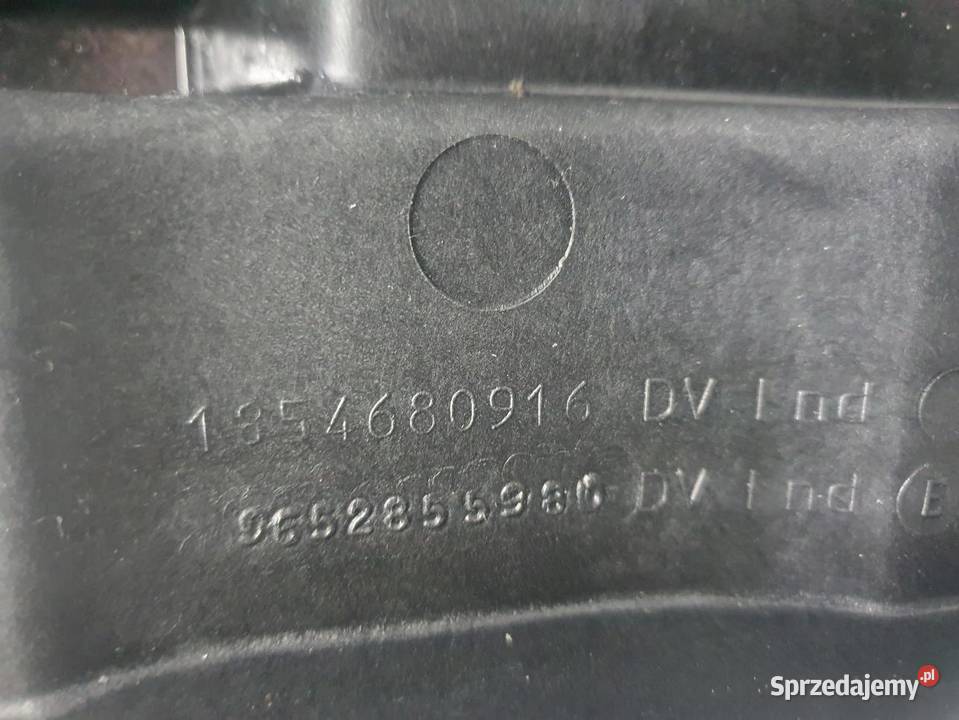 1854680916 DV Ind
9652855980 DV Ind (E
Sprzedajemy.pl